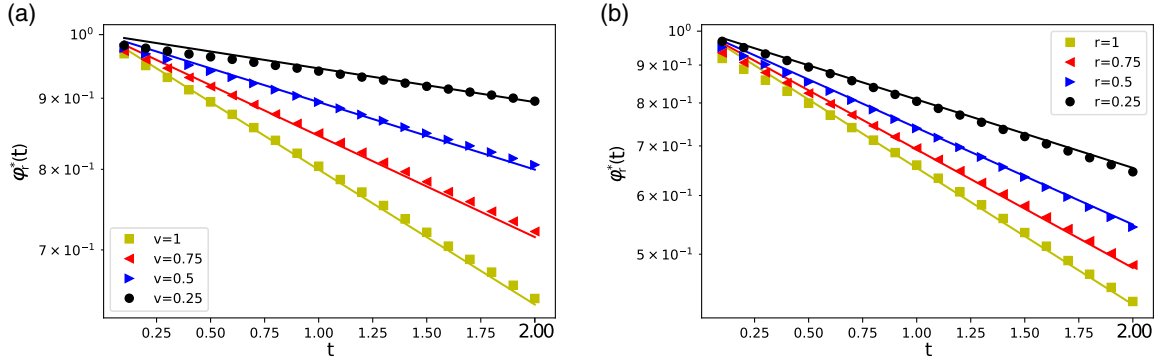 (a)
10⁰
9 × 10⁻¹
8 × 10⁻¹
7 × 10⁻¹
φᵣ*(t)
v=1
v=0.75
v=0.5
v=0.25
0.25 0.50 0.75 1.00 1.25 1.50 1.75 2.00
t
(b)
10⁰
9 × 10⁻¹
8 × 10⁻¹
7 × 10⁻¹
6 × 10⁻¹
5 × 10⁻¹
φᵣ*(t)
r=1
r=0.75
r=0.5
r=0.25
0.25 0.50 0.75 1.00 1.25 1.50 1.75 2.00
t